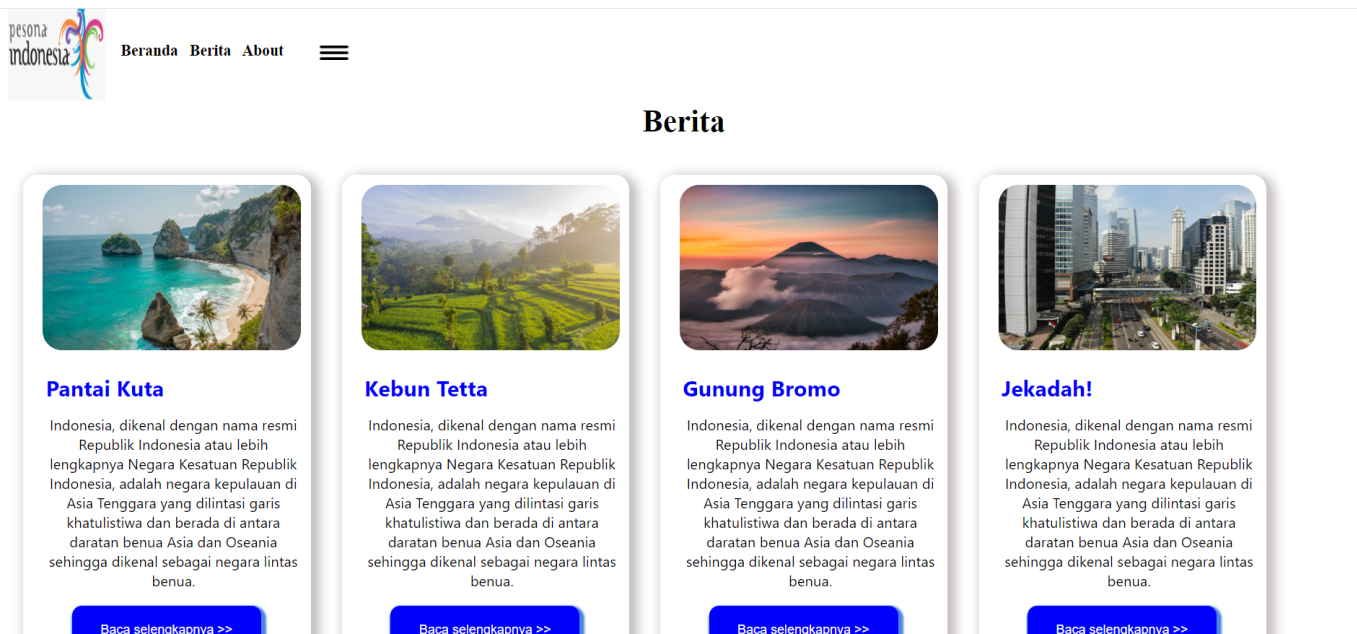 pesona
indonesia
Beranda Berita About
Berita
Pantai Kuta
Indonesia, dikenal dengan nama resmi
Republik Indonesia atau lebih
lengkapnya Negara Kesatuan Republik
Indonesia, adalah negara kepulauan di
Asia Tenggara yang dilintasi garis
khatulistiwa dan berada di antara
daratan benua Asia dan Oseania
sehingga dikenal sebagai negara lintas
benua.
Baca selengkapnya >>
Kebun Tetta
Indonesia, dikenal dengan nama resmi
Republik Indonesia atau lebih
lengkapnya Negara Kesatuan Republik
Indonesia, adalah negara kepulauan di
Asia Tenggara yang dilintasi garis
khatulistiwa dan berada di antara
daratan benua Asia dan Oseania
sehingga dikenal sebagai negara lintas
benua.
Baca selengkapnya >>
Gunung Bromo
Indonesia, dikenal dengan nama resmi
Republik Indonesia atau lebih
lengkapnya Negara Kesatuan Republik
Indonesia, adalah negara kepulauan di
Asia Tenggara yang dilintasi garis
khatulistiwa dan berada di antara
daratan benua Asia dan Oseania
sehingga dikenal sebagai negara lintas
benua.
Baca selengkapnya >>
Jekadah!
Indonesia, dikenal dengan nama resmi
Republik Indonesia atau lebih
lengkapnya Negara Kesatuan Republik
Indonesia, adalah negara kepulauan di
Asia Tenggara yang dilintasi garis
khatulistiwa dan berada di antara
daratan benua Asia dan Oseania
sehingga dikenal sebagai negara lintas
benua.
Baca selengkapnya >>